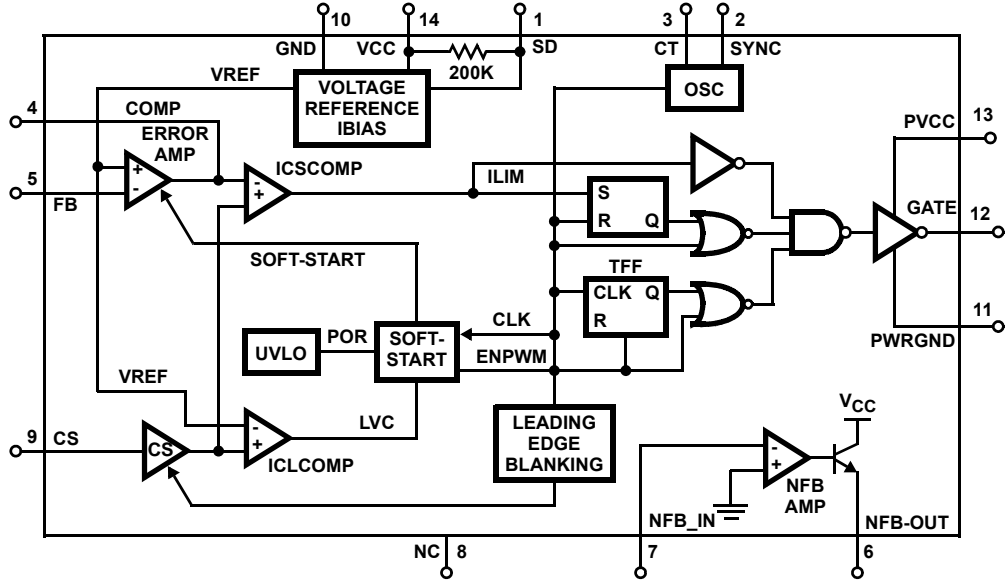 10
14
1
3
2
GND
VCC
SD
CT
SYNC
200K
VREF
VOLTAGE
REFERENCE
IBIAS
OSC
4
COMP
13
PVCC
ERROR
AMP
+
-
ICSCOMP
-
+
ILIM
5
FB
S
R
Q
GATE
12
SOFT-START
TFF
CLK
Q
R
11
PWRGND
CLK
UVLO
POR
SOFT-
START
ENPWM
VREF
LVC
VCC
9
CS
CS
-
+
ICLCOMP
LEADING
EDGE
BLANKING
-
+
NFB
AMP
NFB_IN
NFB-OUT
NC
8
7
6